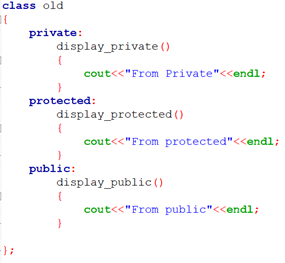 class old
{
    private:
        display_private()
        {
            cout<<"From Private"<<endl;
        }
    protected:
        display_protected()
        {
            cout<<"From protected"<<endl;
        }
    public:
        display_public()
        {
            cout<<"From public"<<endl;
        }

};